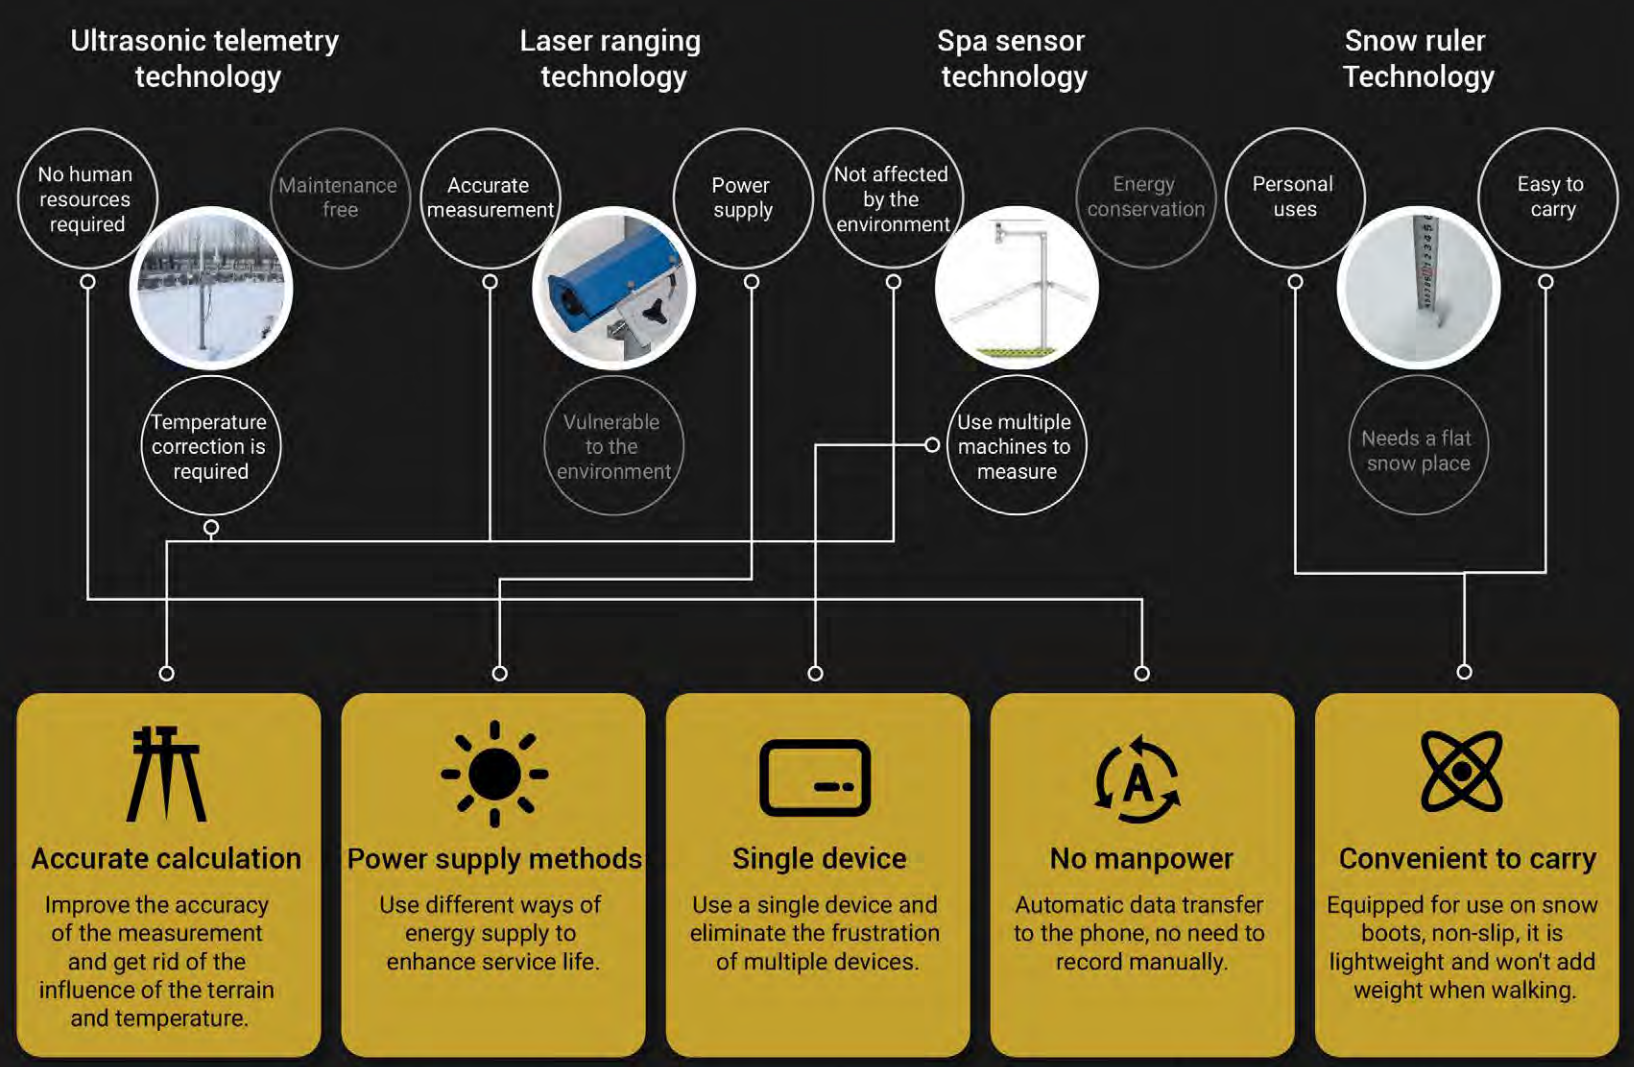 Ultrasonic telemetry
technology
Laser ranging
technology
Spa sensor
technology
Snow ruler
Technology
No human
resources
required
Maintenance
free
Accurate
measurement
Power
supply
Not affected
by the
environment
Energy
conservation
Personal
uses
Easy to
carry
Temperature
correction is
required
Vulnerable
to the
environment
Use multiple
machines to
measure
Needs a flat
snow place
A
Accurate calculation
Improve the accuracy
of the measurement
and get rid of the
influence of the terrain
and temperature.
Power supply methods
Use different ways of
energy supply to
enhance service life.
Single device
Use a single device and
eliminate the frustration
of multiple devices.
No manpower
Automatic data transfer
to the phone, no need to
record manually.
Convenient to carry
Equipped for use on snow
boots, non-slip, it is
lightweight and won't add
weight when walking.